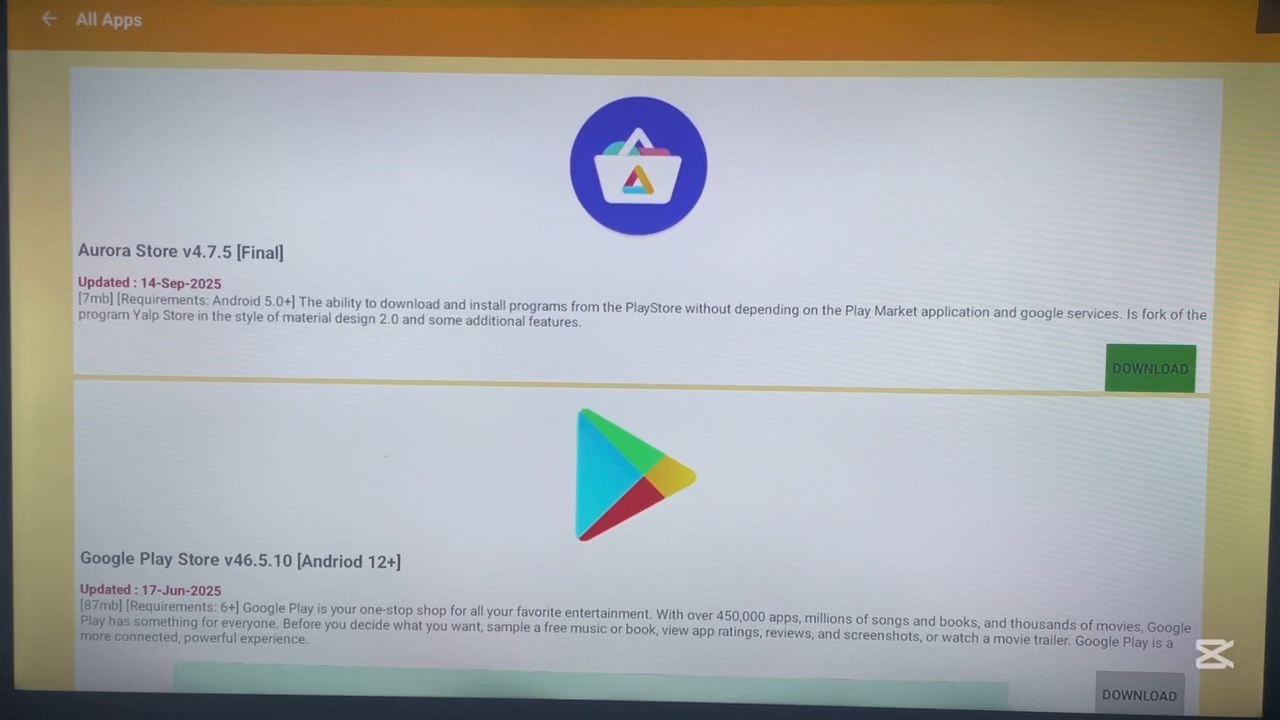 All Apps
Aurora Store v4.7.5 [Final]
Updated : 14-Sep-2025
[7mb] [Requirements: Android 5.0+] The ability to download and install programs from the PlayStore without depending on the Play Market application and google services. Is fork of the
program Yalp Store in the style of material design 2.0 and some additional features.
DOWNLOAD
Google Play Store v46.5.10 [Andriod 12+]
Updated : 17-Jun-2025
[87mb] [Requirements: 6+] Google Play is your one-stop shop for all your favorite entertainment. With over 450,000 apps, millions of songs and books, and thousands of movies, Google
Play has something for everyone. Before you decide what you want, sample a free music or book, view app ratings, reviews, and screenshots, or watch a movie trailer. Google Play is a
more connected, powerful experience.
DOWNLOAD